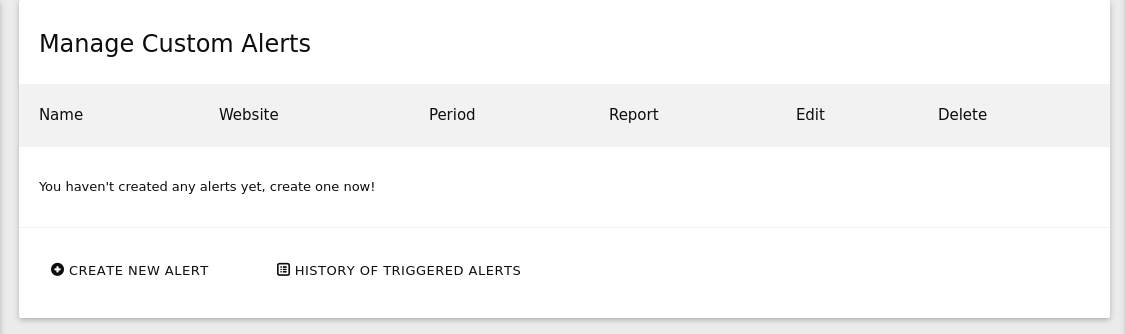 Manage Custom Alerts
Name Website Period Report Edit Delete
You haven't created any alerts yet, create one now!
CREATE NEW ALERT HISTORY OF TRIGGERED ALERTS